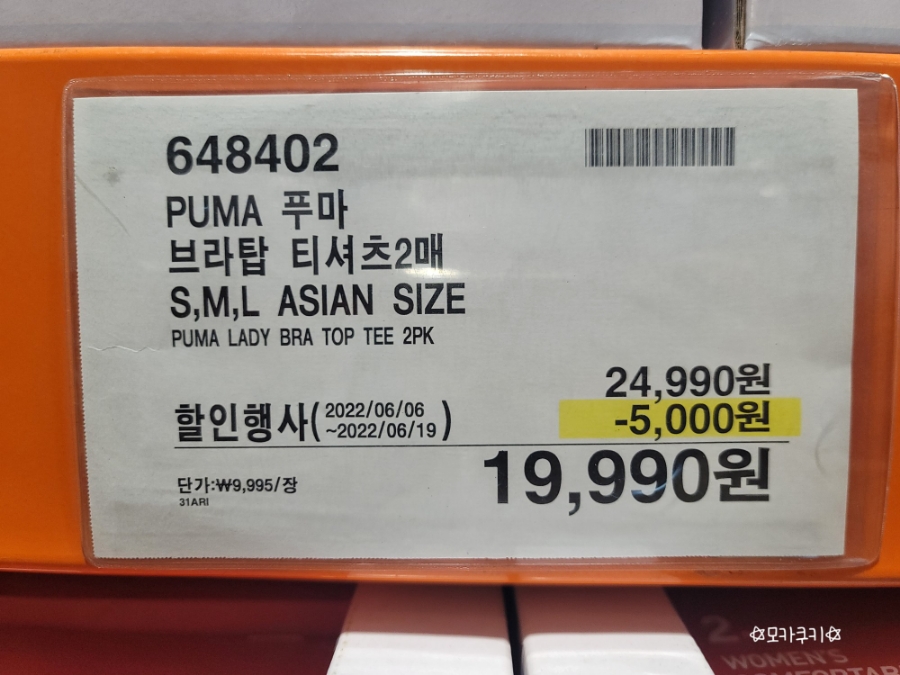 648402
PUMA 푸마
브라탑 티셔츠2매
S,M,L ASIAN SIZE
PUMA LADY BRA TOP TEE 2PK
24,990원
할인행사(2022/06/06
~2022/06/19)
-5,000원
19,990원
단가:₩9,995/장
31ARI
✡모카쿠키✡
2
WOMEN'S